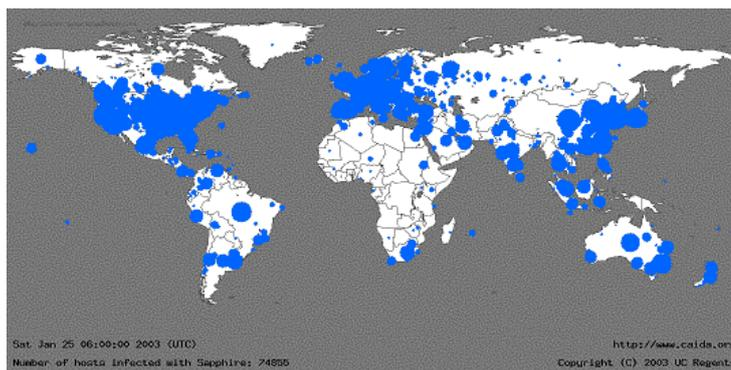 Sat Jan 25 06:00:00 2003 (UTC)
http://www.caida.org
Number of hosts infected with Sapphire: 74855
Copyright (C) 2003 UC Regents